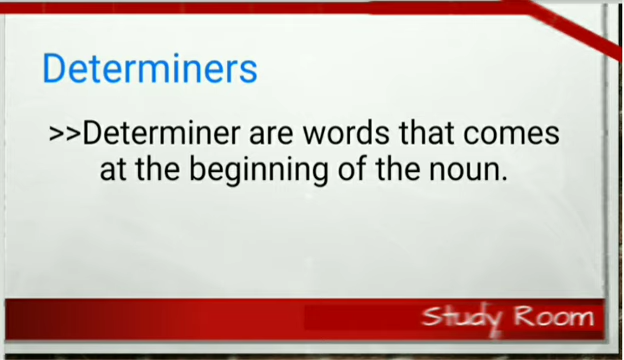 Determiners
>>Determiner are words that comes
at the beginning of the noun.
Study Room